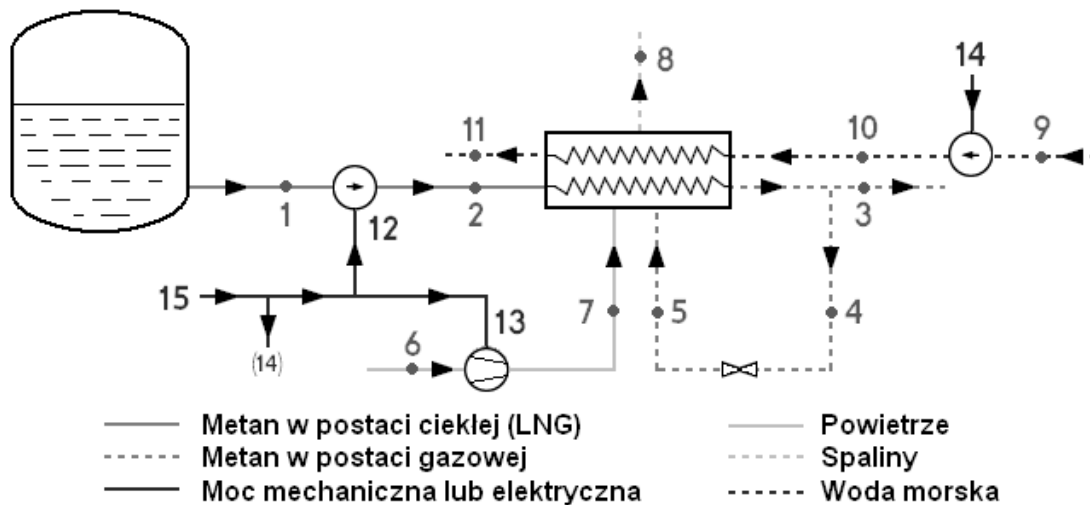 8
14
11
10
9
1
12
2
3
15
13
7
5
4
6
(14)
Metan w postaci ciekłej (LNG)
Metan w postaci gazowej
Moc mechaniczna lub elektryczna
Powietrze
Spaliny
Woda morska